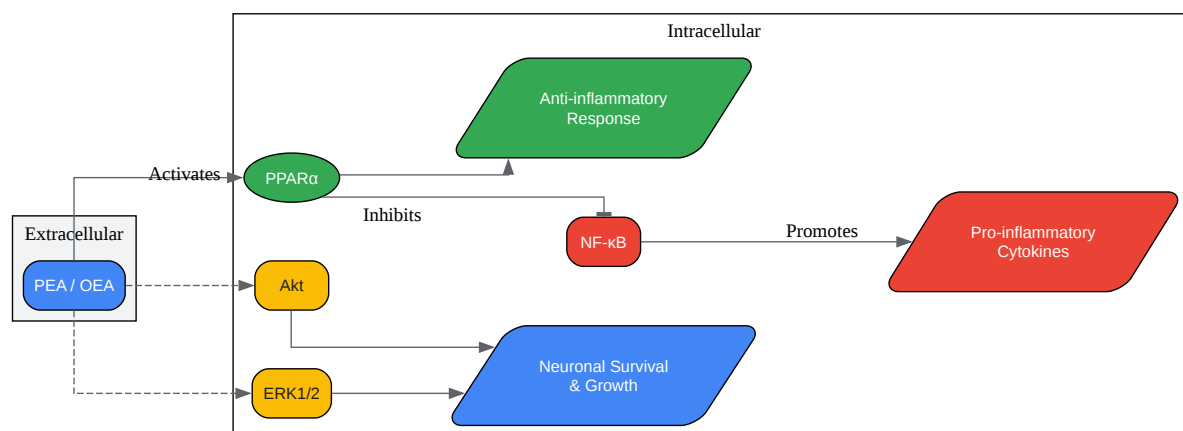 Intracellular
Anti-inflammatory
Response
Activates
PPARα
Inhibits
Extracellular
NF-κB
Promotes
Pro-inflammatory
Cytokines
PEA / OEA
Akt
Neuronal Survival
& Growth
ERK1/2